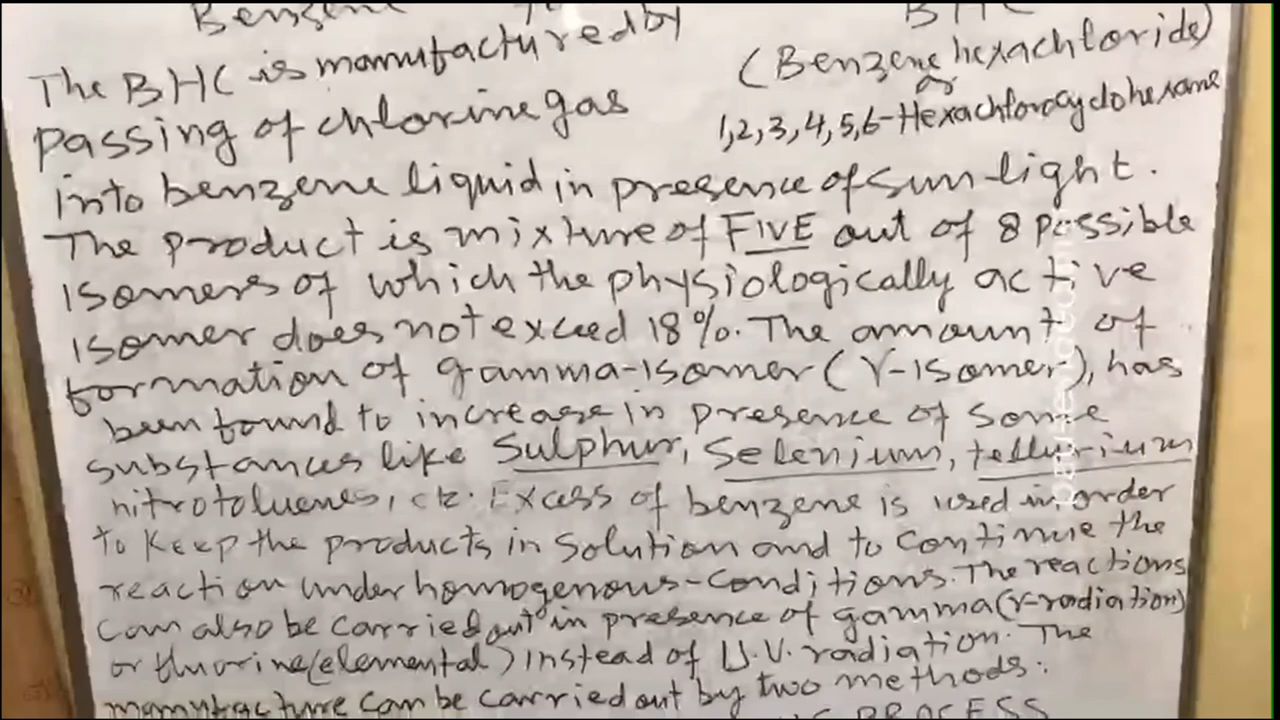 Benzene BHC
The BHC is manufactured by (Benzene hexachloride)
or
passing of chlorine gas 1,2,3,4,5,6-Hexachlorocyclohexane
into benzene liquid in presence of sun-light.
The product is mixture of FIVE out of 8 possible
isomers of which the physiologically active
isomer does not exceed 18%. The amount of
formation of gamma-isomer (γ-isomer), has
been found to increase in presence of some
substances like Sulphur, Selenium, tellurium
nitrotoluenes, etc. Excess of benzene is used in order
to keep the products in solution and to continue the
reaction under homogenous-conditions. The reactions
can also be carried out in presence of gamma (γ-radiation)
or fluorine (elemental) instead of U.V. radiation. The
manufacture can be carried out by two methods:
PROCESS